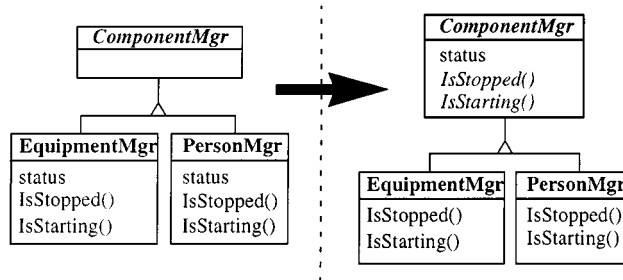 ComponentMgr
EquipmentMgr
status
IsStopped()
IsStarting()
PersonMgr
status
IsStopped()
IsStarting()
ComponentMgr
status
IsStopped()
IsStarting()
EquipmentMgr
IsStopped()
IsStarting()
PersonMgr
IsStopped()
IsStarting()